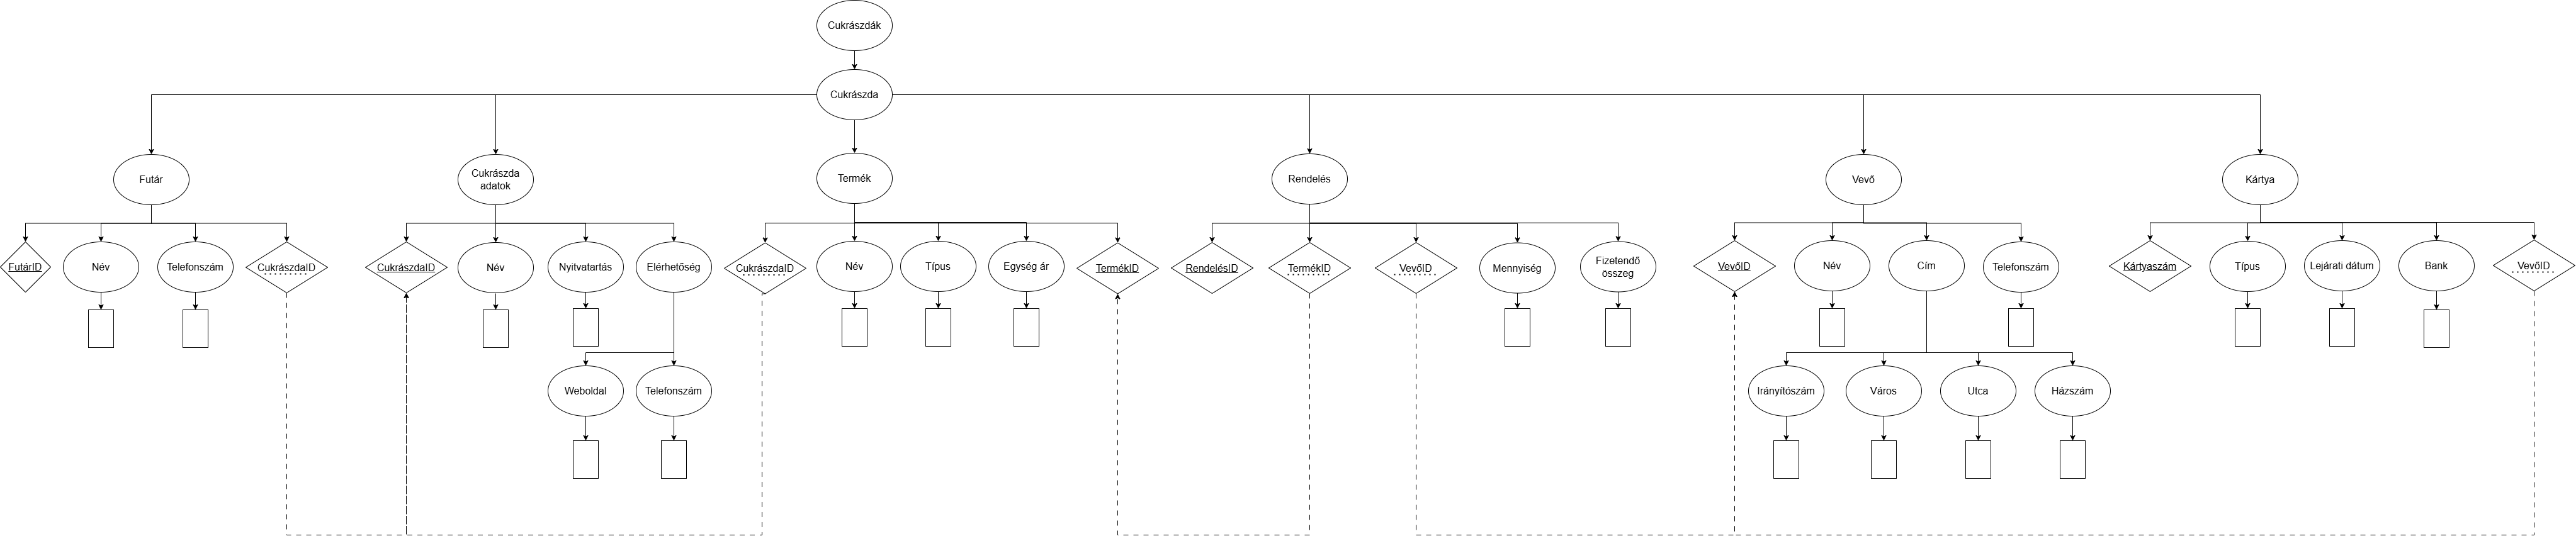 Cukrászdák
Cukrászda
Futár
Cukrászda
adatok
Termék
Rendelés
Vevő
Kártya
FutárID
Név
Telefonszám
CukrászdaID
CukrászdaID
Név
Nyitvatartás
Elérhetőség
CukrászdaID
Név
Típus
Egység ár
TermékID
RendelésID
TermékID
VevőID
Mennyiség
Fizetendő
összeg
VevőID
Név
Cím
Telefonszám
Kártyaszám
Típus
Lejárati dátum
Bank
VevőID
Weboldal
Telefonszám
Irányítószám
Város
Utca
Házszám